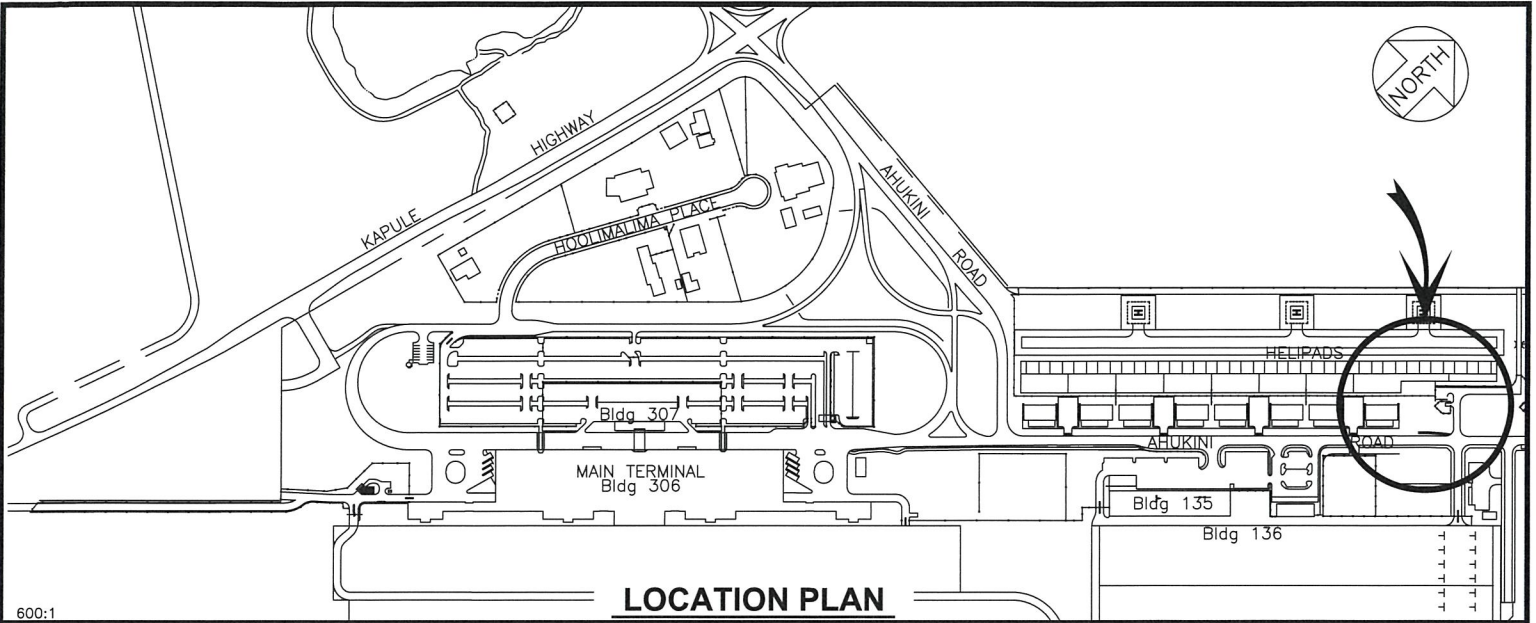 NORTH
HIGHWAY
KAPULE
HOOLIMALIMA PLACE
AHUKINI
ROAD
H
H
H
HELIPADS
Bldg 307
AHUKINI
ROAD
MAIN TERMINAL
Bldg 306
Bldg 135
Bldg 136
LOCATION PLAN
600:1